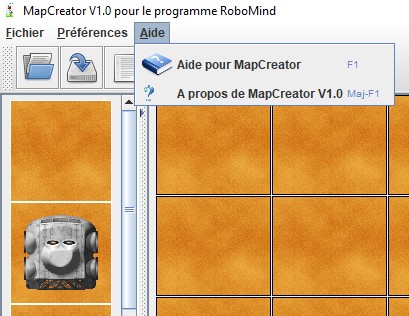 MapCreator V1.0 pour le programme RoboMind
Fichier Préférences Aide
Aide pour MapCreator F1
A propos de MapCreator V1.0 Maj-F1